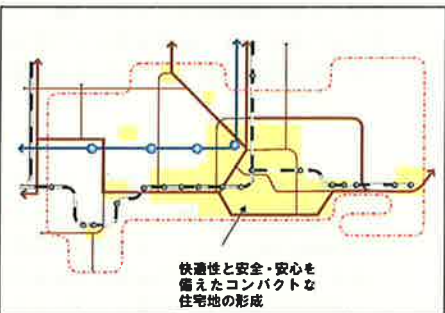 快適性と安全・安心を
備えたコンパクトな
住宅地の形成